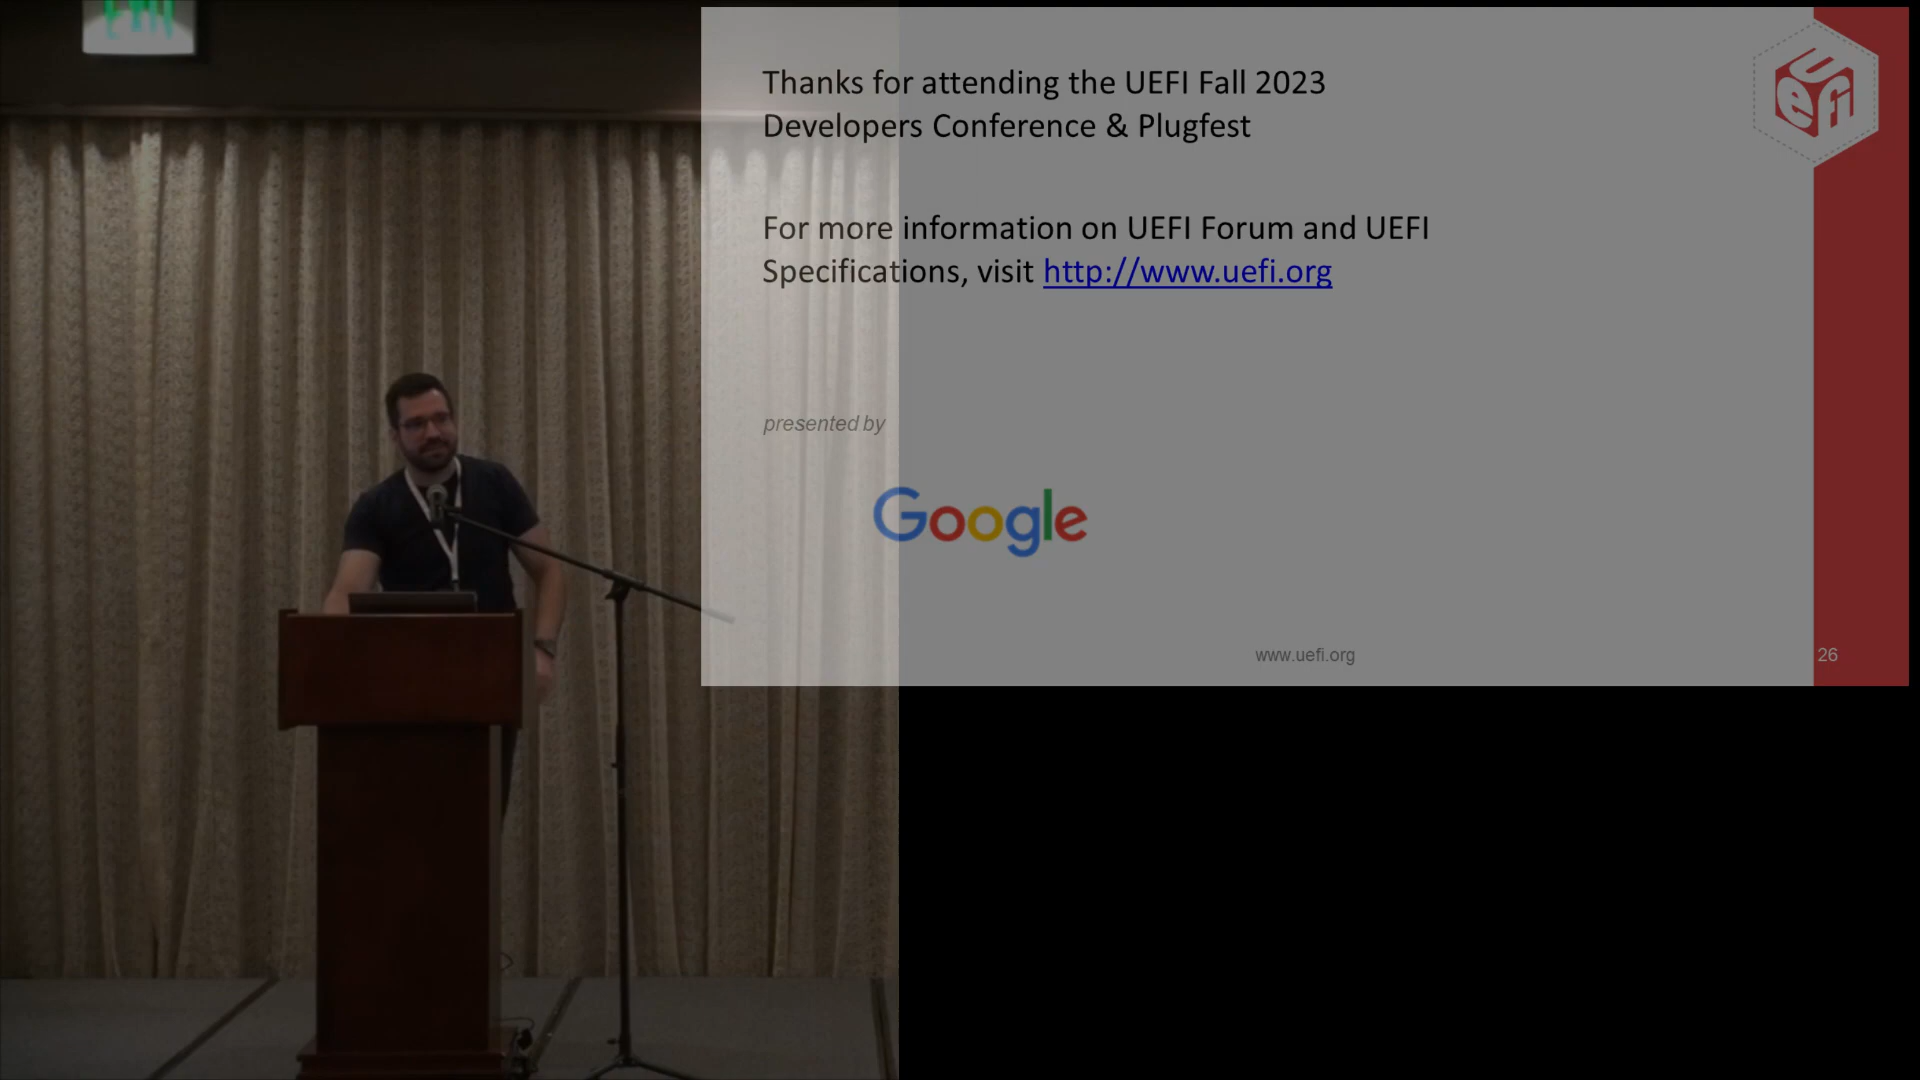 Thanks for attending the UEFI Fall 2023
Developers Conference & Plugfest
For more information on UEFI Forum and UEFI
Specifications, visit http://www.uefi.org
presented by
Google
www.uefi.org
26
UEFI